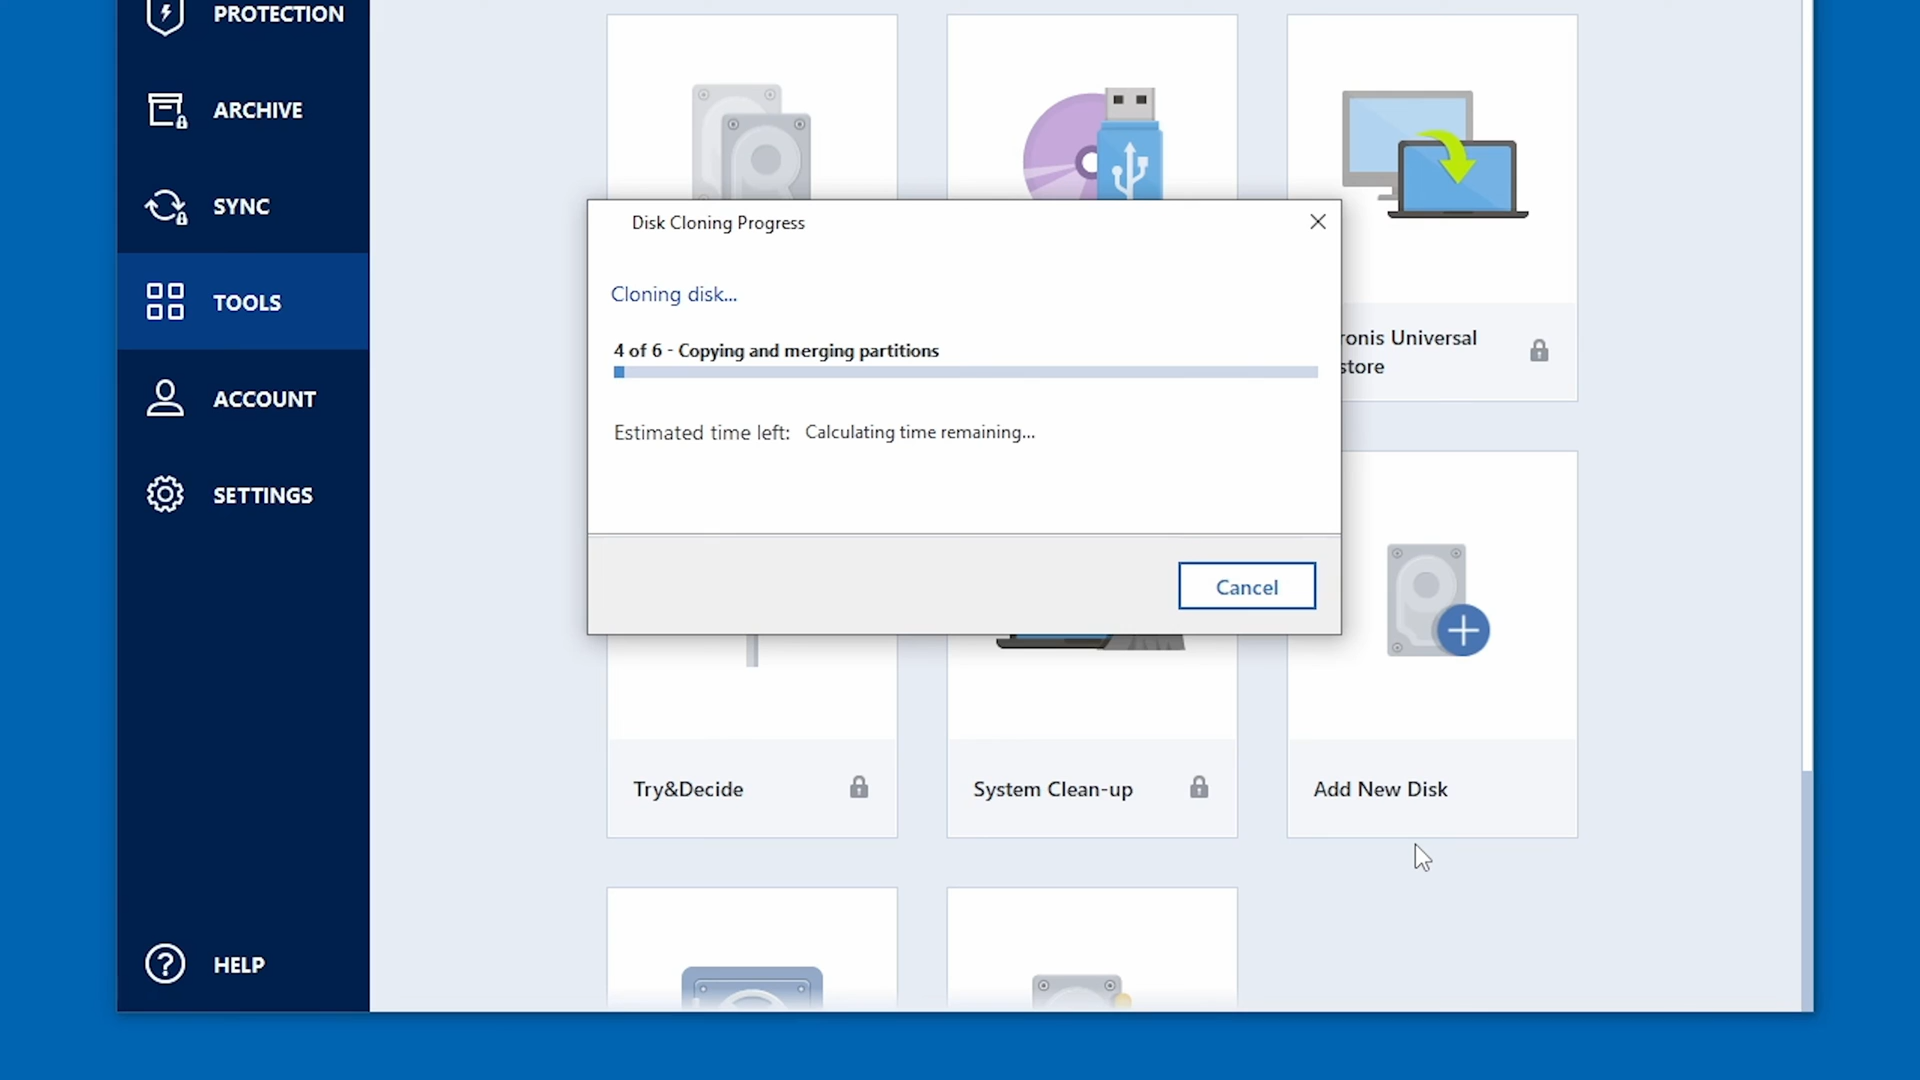 PROTECTION
ARCHIVE
SYNC
TOOLS
ACCOUNT
SETTINGS
HELP
Disk Cloning Progress
Cloning disk...
4 of 6 - Copying and merging partitions
Estimated time left: Calculating time remaining...
Cancel
ronis Universal
store
Try&Decide
System Clean-up
Add New Disk